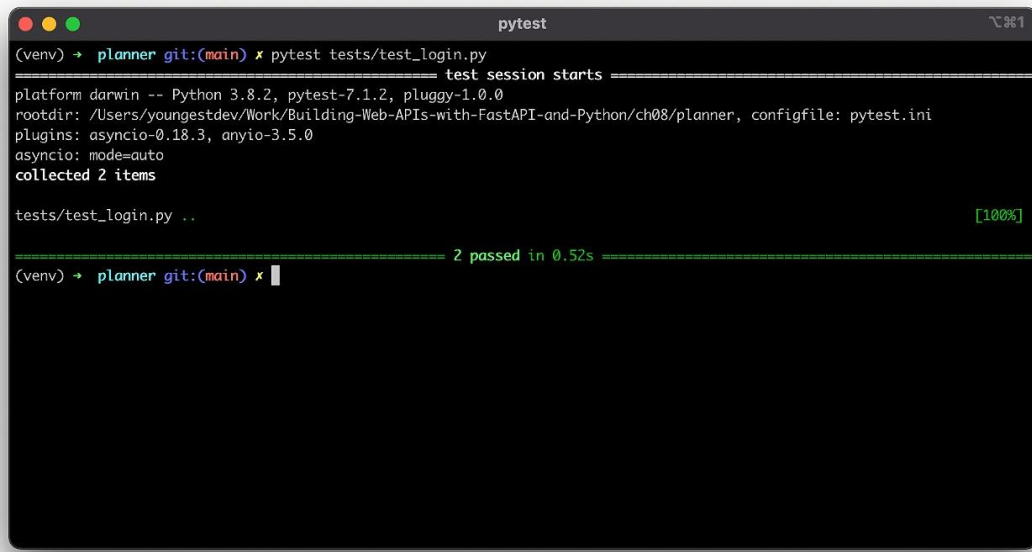 pytest
⌥⌘1
(venv) → planner git:(main) ✗ pytest tests/test_login.py
============================================== test session starts ==============================================
platform darwin -- Python 3.8.2, pytest-7.1.2, pluggy-1.0.0
rootdir: /Users/youngestdev/Work/Building-Web-APIs-with-FastAPI-and-Python/ch08/planner, configfile: pytest.ini
plugins: asyncio-0.18.3, anyio-3.5.0
asyncio: mode=auto
collected 2 items
tests/test_login.py .. [100%]
============================================== 2 passed in 0.52s ==============================================
(venv) → planner git:(main) ✗